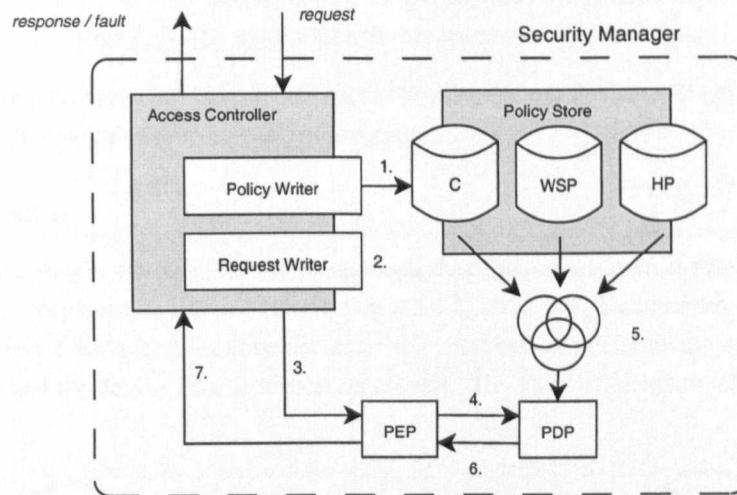 response / fault
request
Security Manager
Access Controller
Policy Store
Policy Writer
1.
C
WSP
HP
Request Writer
2.
5.
7.
3.
4.
PEP
PDP
6.